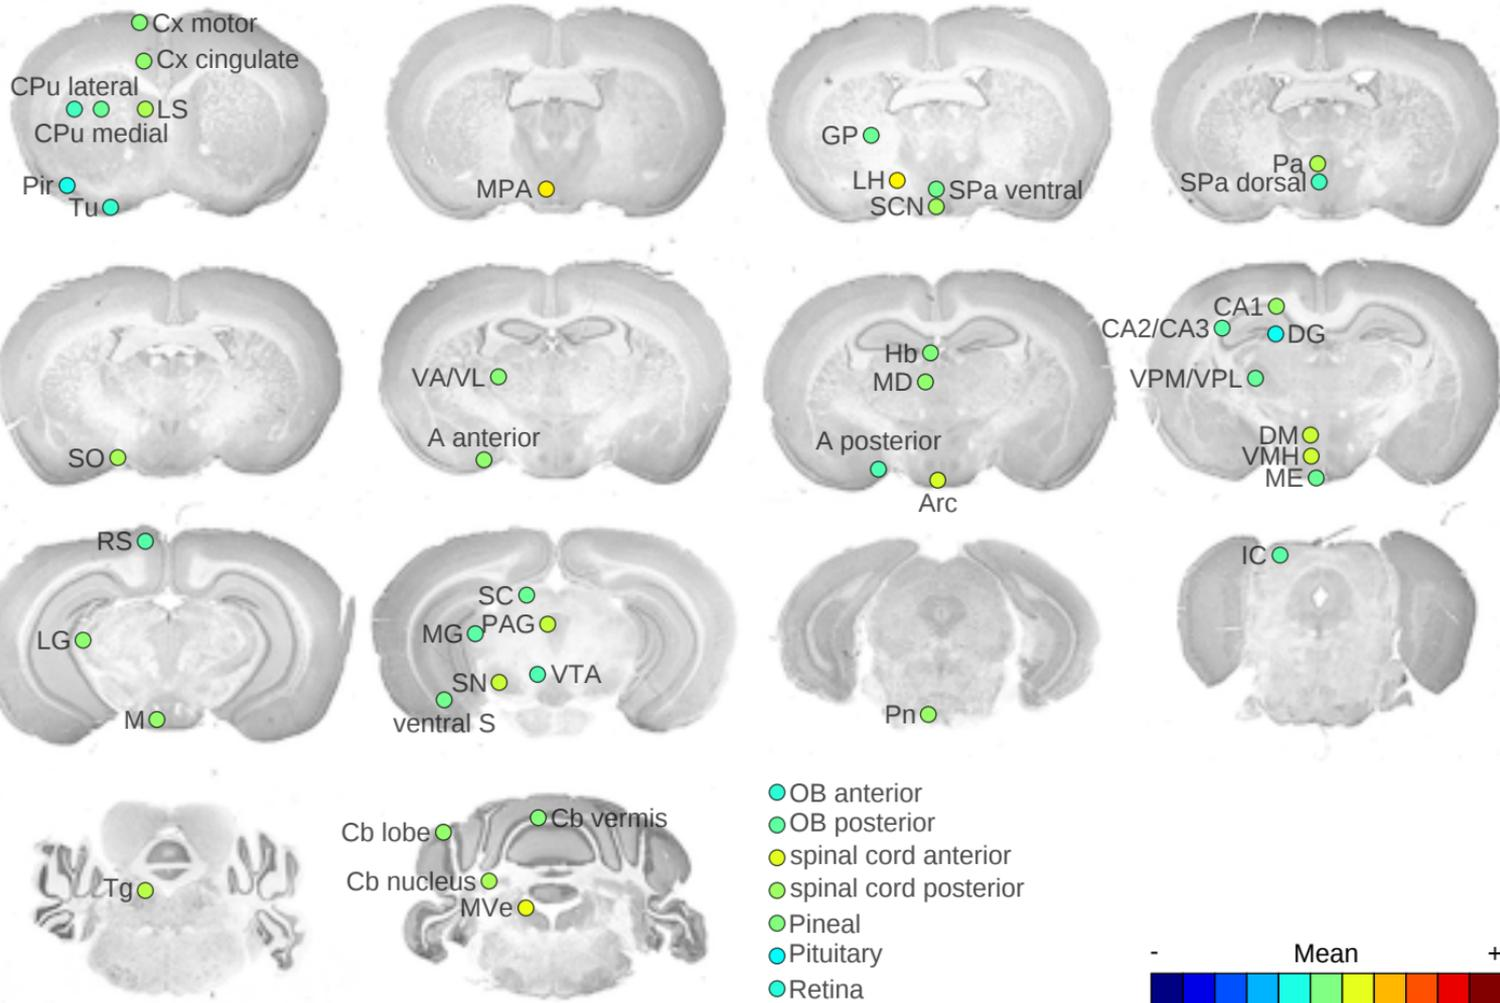 Cx motor
Cx cingulate
CPu lateral
LS
CPu medial
Pir
Tu
MPA
GP
LH
SPa ventral
SCN
Pa
SPa dorsal
SO
VA/VL
A anterior
Hb
MD
A posterior
Arc
CA1
CA2/CA3
DG
VPM/VPL
DM
VMH
ME
RS
LG
M
SC
PAG
MG
VTA
SN
ventral S
Pn
IC
Tg
Cb vermis
Cb lobe
Cb nucleus
MVe
OB anterior
OB posterior
spinal cord anterior
spinal cord posterior
Pineal
Pituitary
Retina
- Mean +